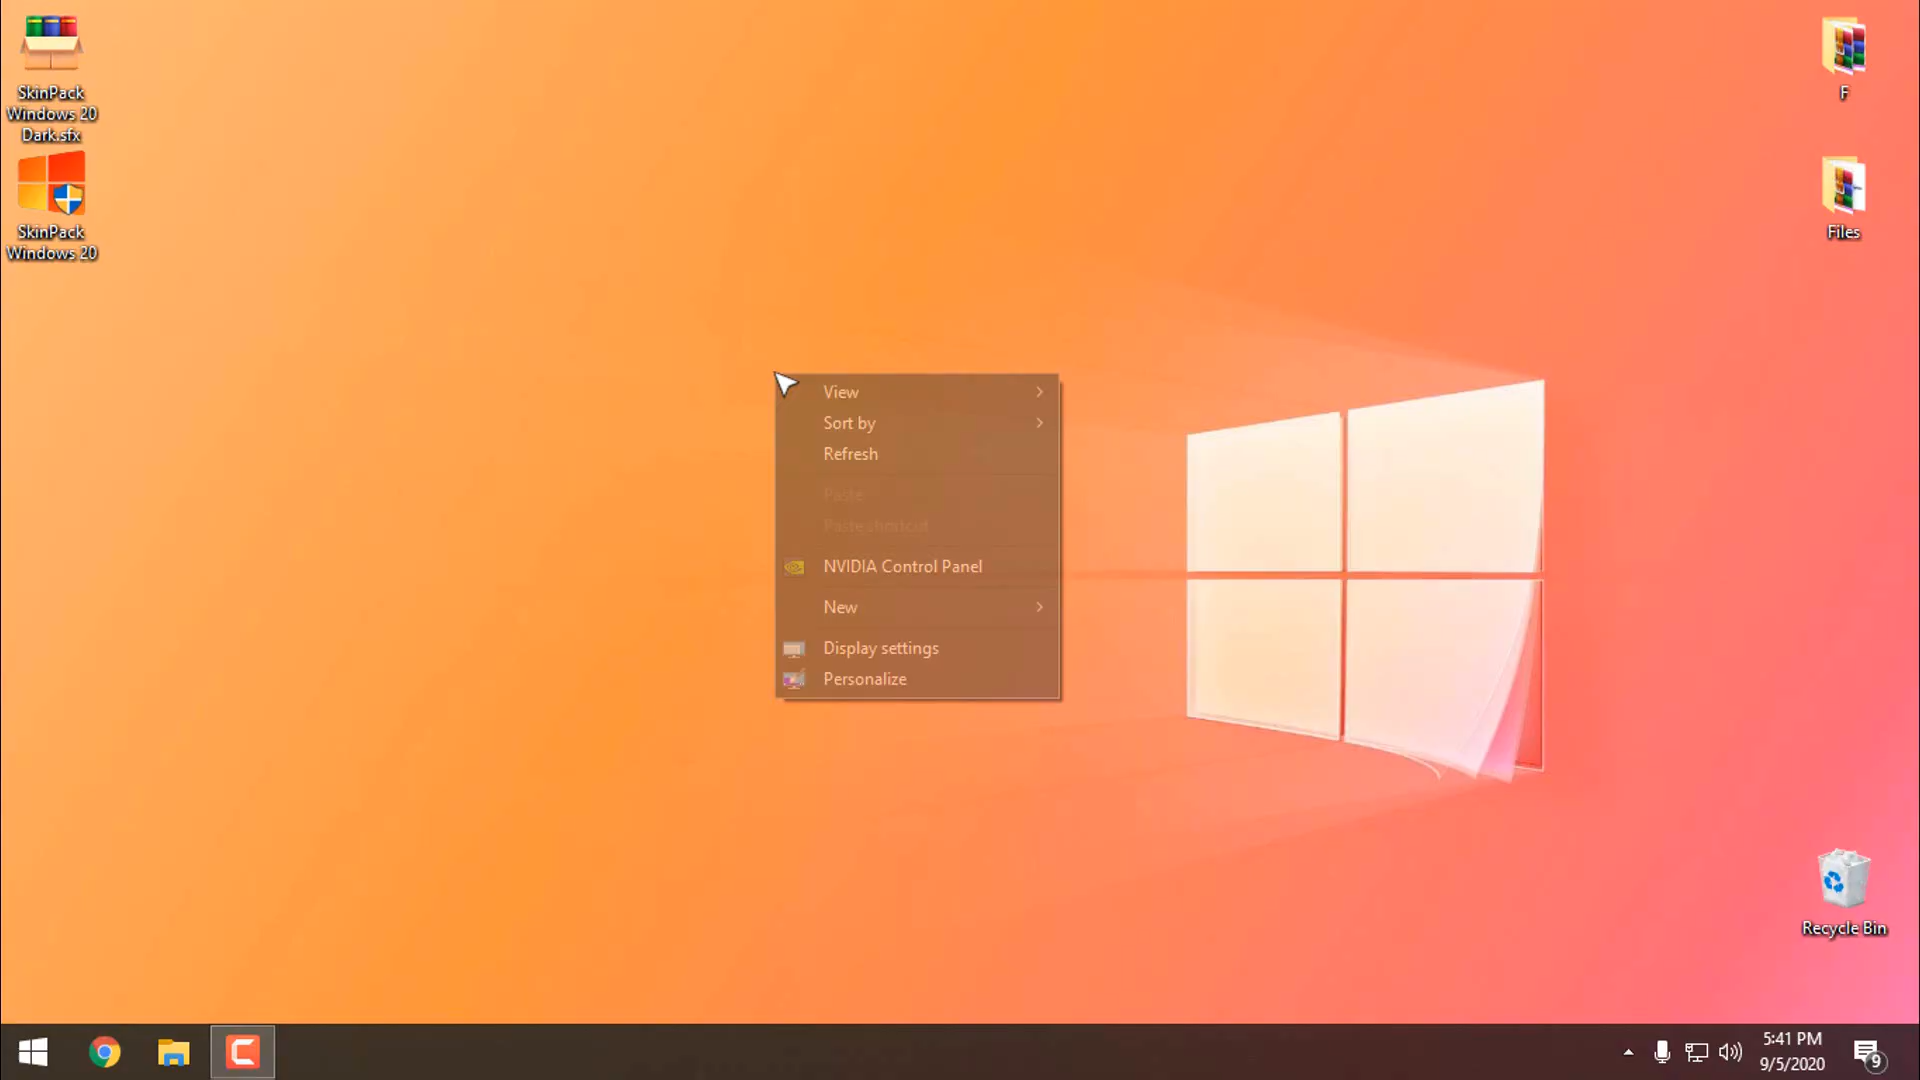 SkinPack
Windows 20
Dark.sfx
SkinPack
Windows 20
F
Files
View
Sort by
Refresh
Paste
Paste shortcut
NVIDIA Control Panel
New
Display settings
Personalize
Recycle Bin
5:41 PM
9/5/2020
9